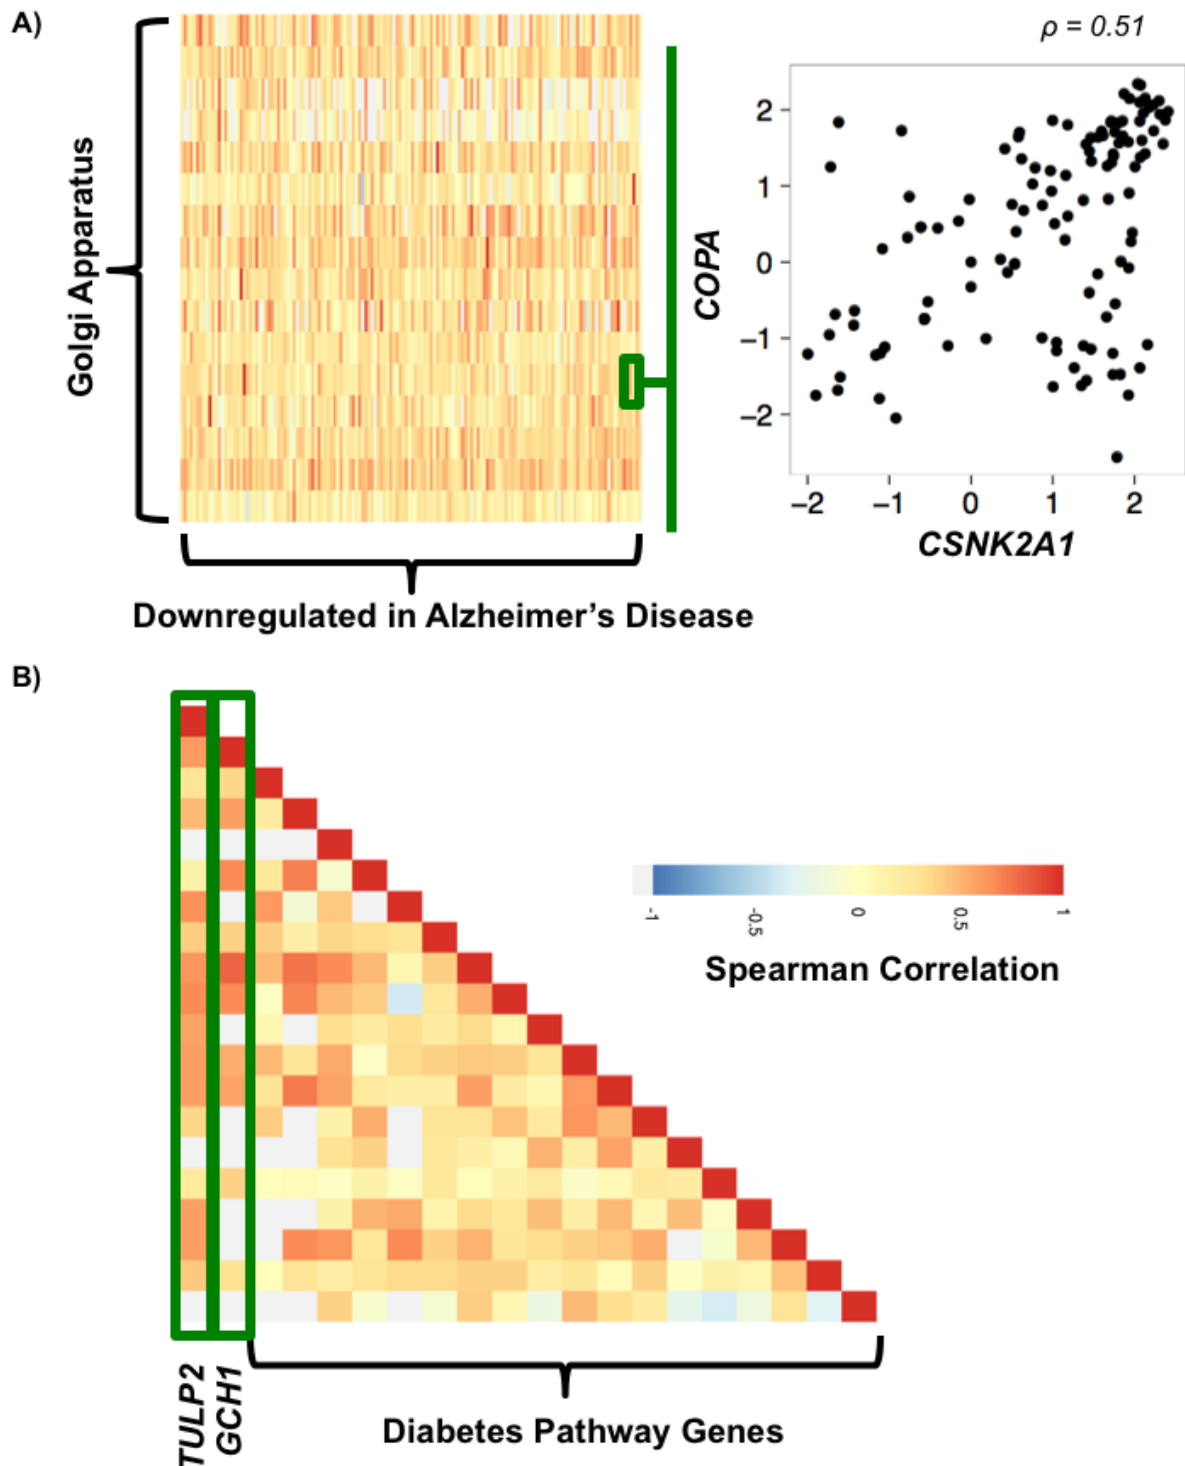 A)
ρ = 0.51
Golgi Apparatus
COPA
2
1
0
−1
−2
−2 −1 0 1 2
CSNK2A1
Downregulated in Alzheimer's Disease
B)
-1 -0.5 0 0.5 1
Spearman Correlation
TULP2
GCH1
Diabetes Pathway Genes